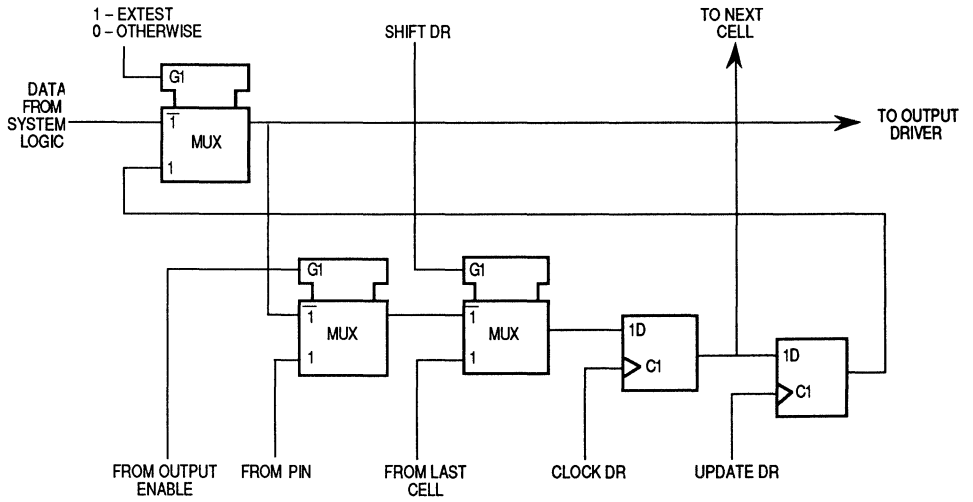 1 – EXTEST
0 – OTHERWISE
SHIFT DR
TO NEXT
CELL
G1
DATA
FROM
SYSTEM
LOGIC
1
MUX
1
TO OUTPUT
DRIVER
G1
1
MUX
1
G1
1
MUX
1
1D
C1
1D
C1
FROM OUTPUT
ENABLE
FROM PIN
FROM LAST
CELL
CLOCK DR
UPDATE DR